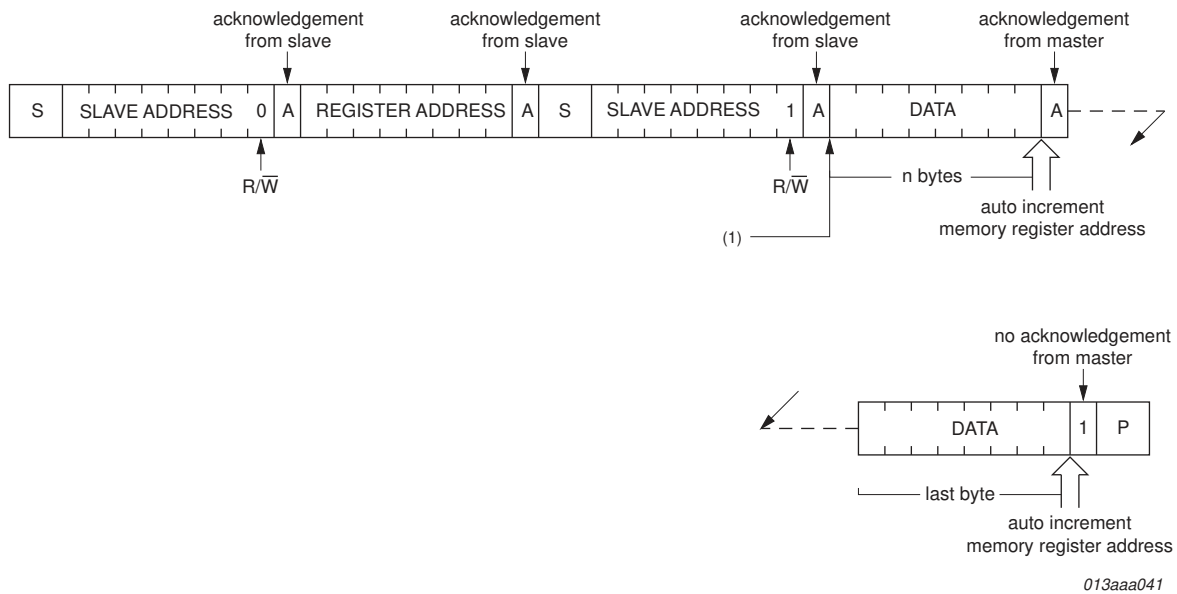 acknowledgement
from slave
acknowledgement
from slave
acknowledgement
from slave
acknowledgement
from master
S SLAVE ADDRESS 0 A REGISTER ADDRESS A S SLAVE ADDRESS 1 A DATA A
R/W̅ R/W̅
n bytes
auto increment
memory register address
(1)
no acknowledgement
from master
DATA 1 P
last byte
auto increment
memory register address
013aaa041